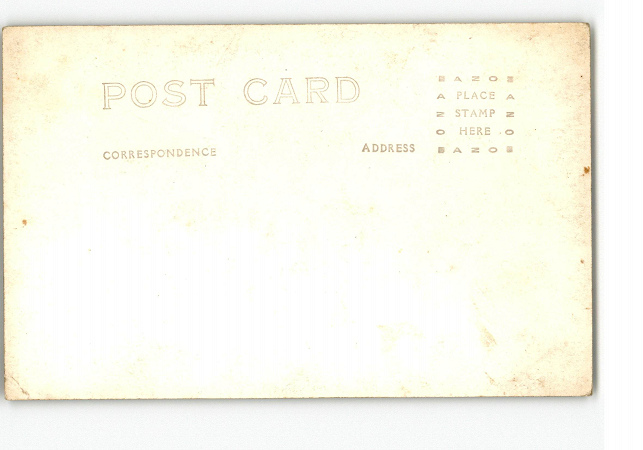 POST CARD
CORRESPONDENCE
ADDRESS
AZO
PLACE
STAMP
HERE
AZO